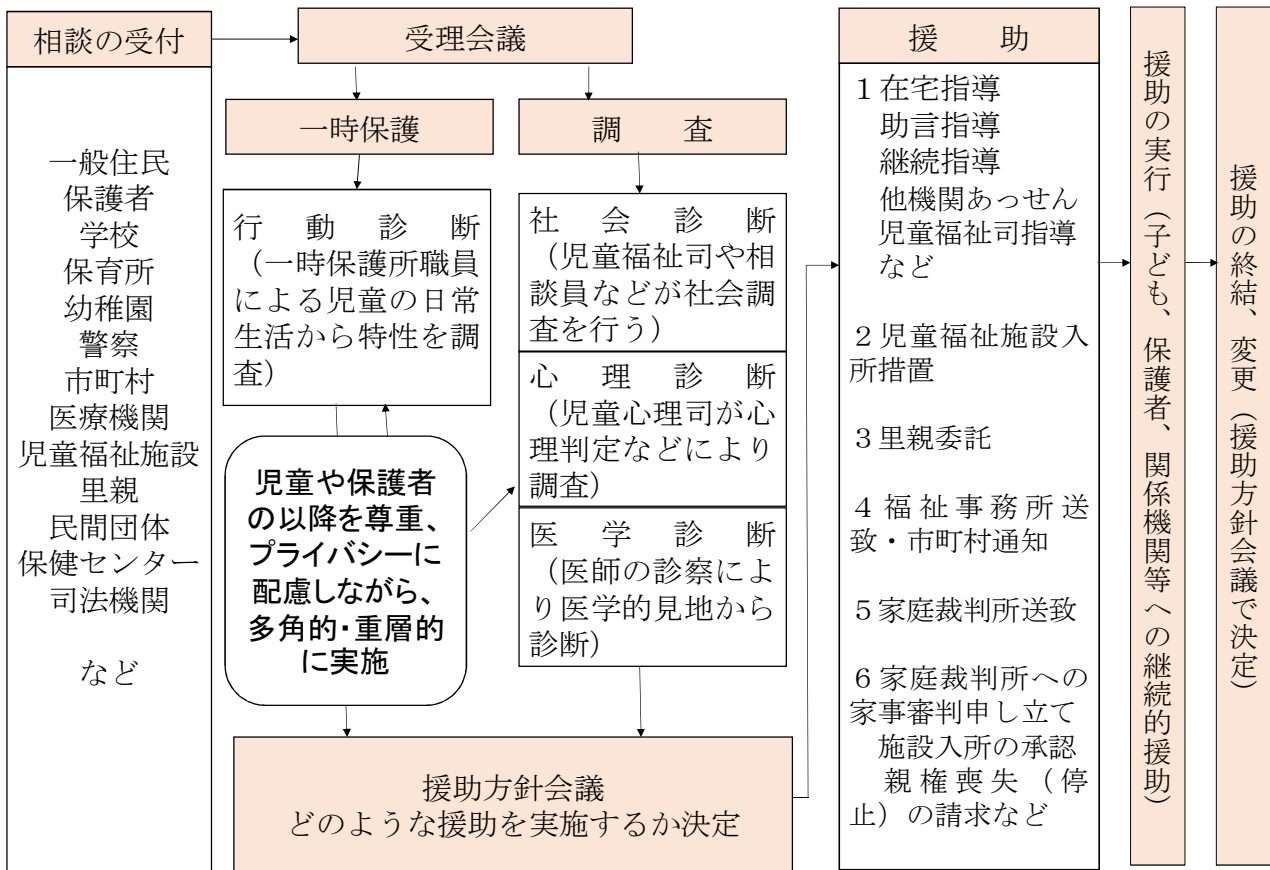 相談の受付
一般住民
保護者
学校
保育所
幼稚園
警察
市町村
医療機関
児童福祉施設
里親
民間団体
保健センター
司法機関
など
受理会議
一時保護
行動診断
（一時保護所職員
による児童の日常
生活から特性を調
査）
児童や保護者
の以降を尊重、
プライバシーに
配慮しながら、
多角的・重層的
に実施
調査
社会診断
（児童福祉司や相
談員などが社会調
査を行う）
心理診断
（児童心理司が心
理判定などにより
調査）
医学診断
（医師の診察によ
り医学的見地から
診断）
援助方針会議
どのような援助を実施するか決定
援助
１在宅指導
助言指導
継続指導
他機関あっせん
児童福祉司指導
など
２児童福祉施設入
所措置
３里親委託
４福祉事務所送
致・市町村通知
５家庭裁判所送致
６家庭裁判所への
家事審判申し立て
施設入所の承認
親権喪失（停
止）の請求など
援助の実行（子ども、保護者、関係機関等への継続的援助）
援助の終結、変更（援助方針会議で決定）